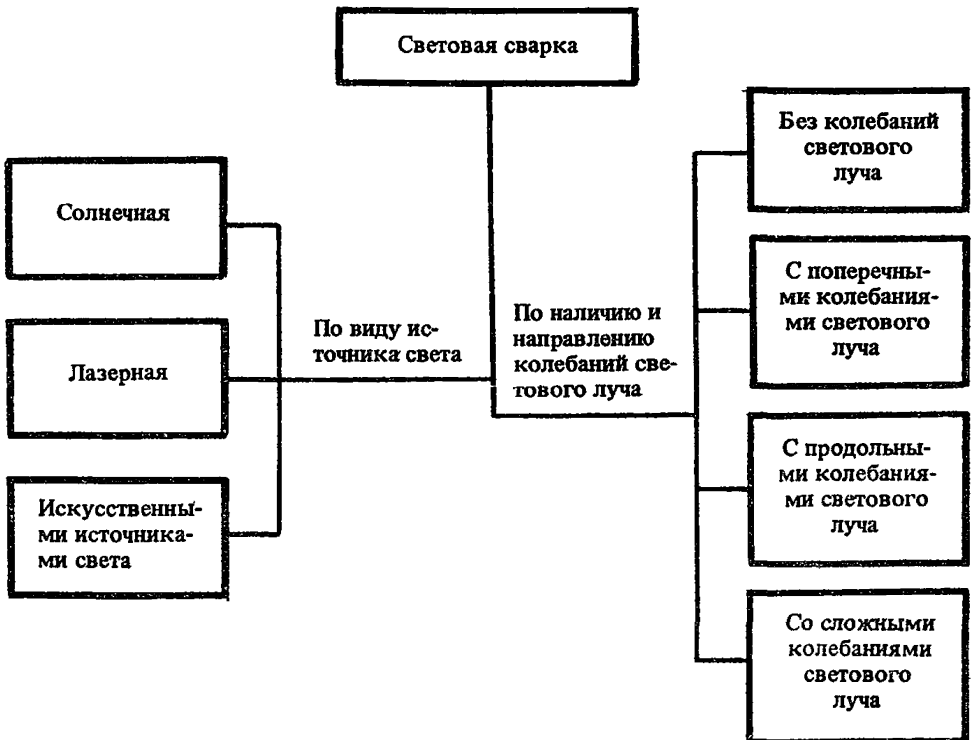 Световая сварка
Солнечная
Лазерная
Искусственны-
ми источника-
ми света
По виду ис-
точника света
По наличию и
направлению
колебаний све-
тового луча
Без колебаний
светового
луча
С поперечны-
ми колебания-
ми светового
луча
С продольны-
ми колебания-
ми светового
луча
Со сложными
колебаниями
светового
луча